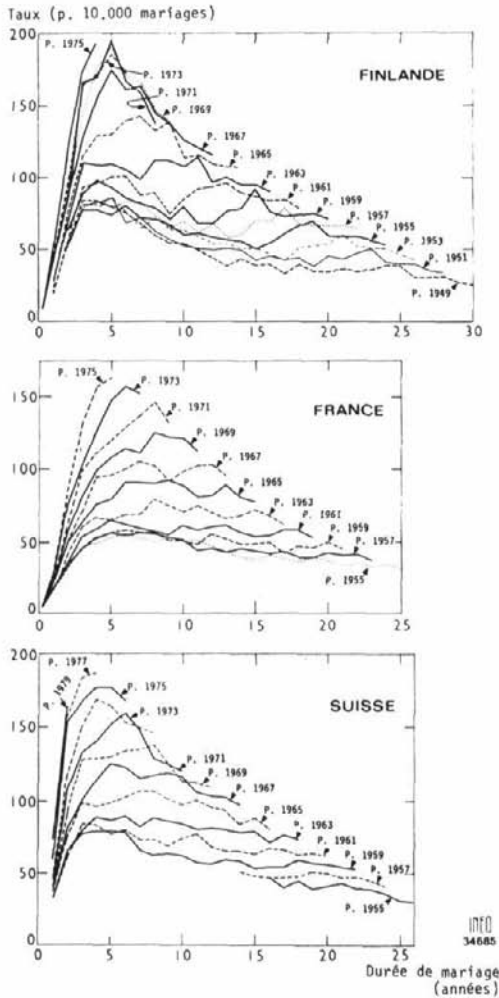 Taux (p. 10,000 mariages)
200
150
100
50
0
P. 1975
P. 1973
P. 1971
P. 1969
FINLANDE
P. 1967
P. 1965
P. 1963
P. 1961
P. 1959
P. 1957
P. 1955
P. 1953
P. 1951
P. 1949
0 5 10 15 20 25 30
150
100
50
0
P. 1975
P. 1973
P. 1971
FRANCE
P. 1969
P. 1967
P. 1965
P. 1963
P. 1961
P. 1959
P. 1957
P. 1955
0 5 10 15 20 25
200
150
100
50
0
P. 1977
P. 1979
P. 1975
P. 1973
SUISSE
P. 1971
P. 1969
P. 1967
P. 1965
P. 1963
P. 1961
P. 1959
P. 1957
P. 1955
0 5 10 15 20 25
INED
34685
Durée de mariage
(années)